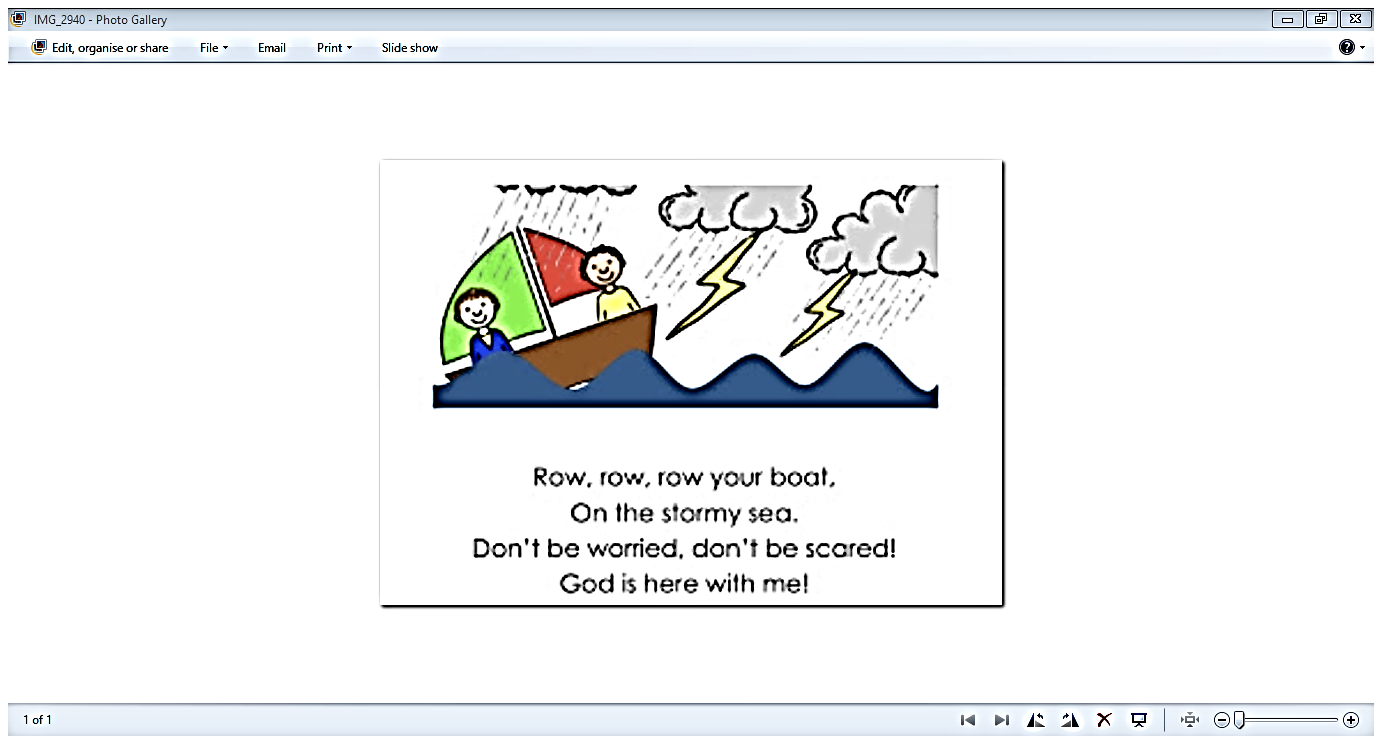 IMG_2940 - Photo Gallery
Edit, organise or share File Email Print Slide show
Row, row, row your boat,
On the stormy sea.
Don't be worried, don't be scared!
God is here with me!
1 of 1